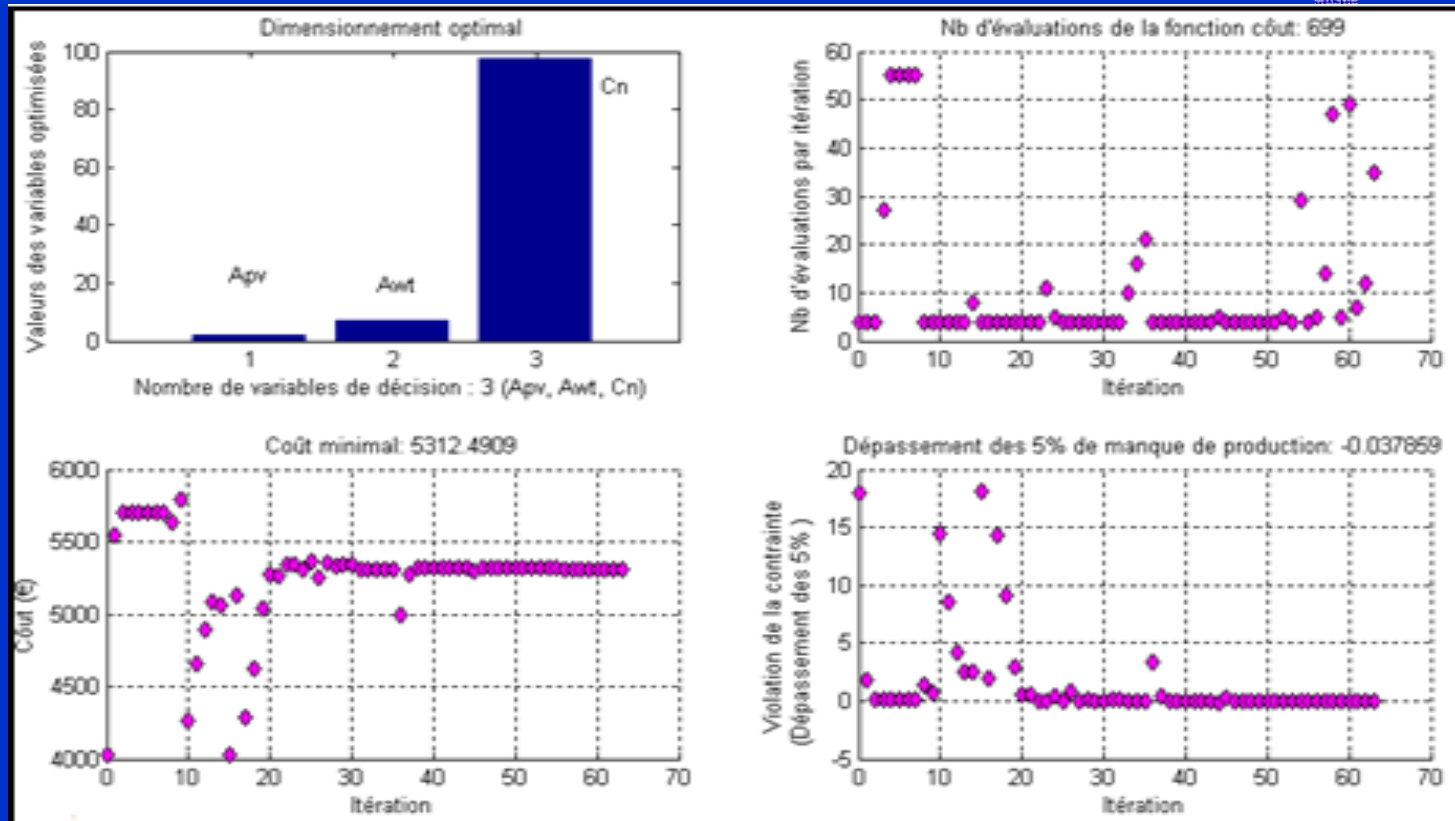 Dimensionnement optimal
Valeurs des variables optimisées
100
80
60
40
20
0
Apv
Awt
Cn
1 2 3
Nombre de variables de décision : 3 (Apv, Awt, Cn)
Nb d'évaluations de la fonction côut: 699
Nb d'évaluations par itération
60
50
40
30
20
10
0
0 10 20 30 40 50 60 70
Itération
Coût minimal: 5312.4909
Côut (€)
6000
5500
5000
4500
4000
0 10 20 30 40 50 60 70
Itération
Dépassement des 5% de manque de production: -0.037859
Violation de la contrainte
(Dépassement des 5% )
20
15
10
5
0
-5
0 10 20 30 40 50 60 70
Itération